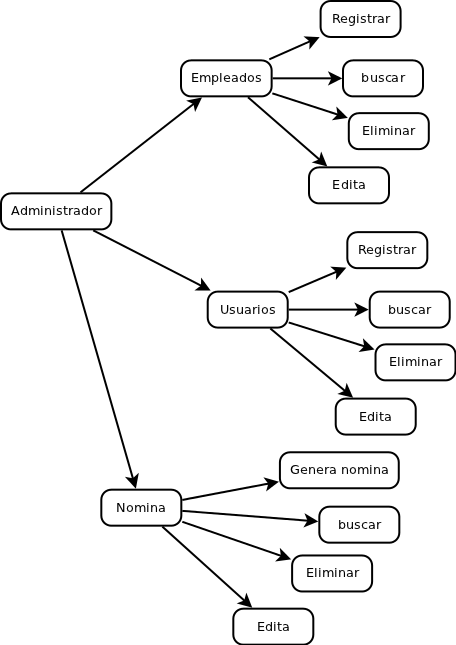 Registrar
Empleados
buscar
Eliminar
Edita
Administrador
Registrar
Usuarios
buscar
Eliminar
Edita
Genera nomina
Nomina
buscar
Eliminar
Edita